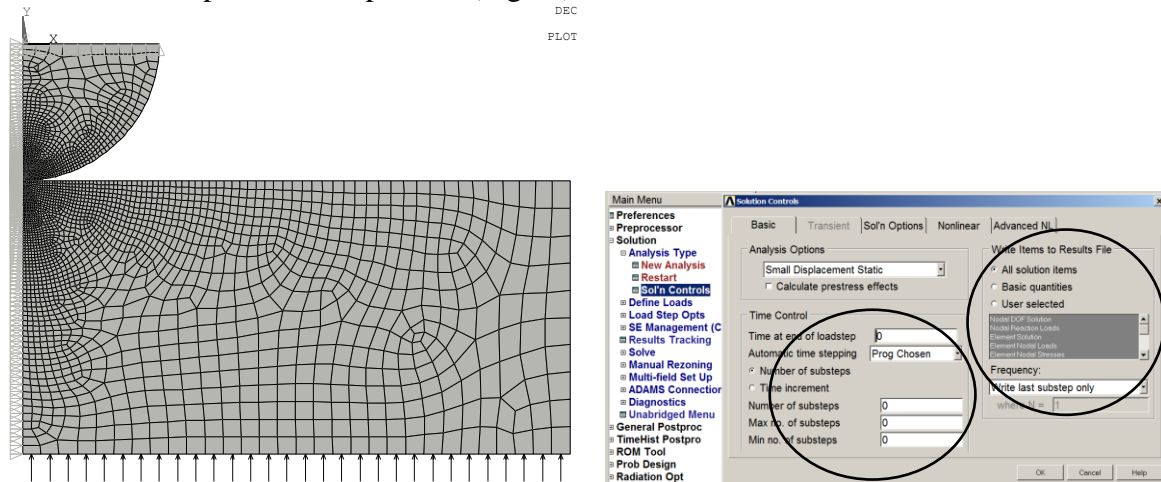 DEC
PLOT
Y
X
Main Menu
Preferences
Preprocessor
Solution
Analysis Type
New Analysis
Restart
Sol'n Controls
Define Loads
Load Step Opts
SE Management (C
Results Tracking
Solve
Manual Rezoning
Multi-field Set Up
ADAMS Connection
Diagnostics
Unabridged Menu
General Postproc
TimeHist Postpro
ROM Tool
Prob Design
Radiation Opt
Solution Controls
Basic
Transient
Sol'n Options
Nonlinear
Advanced NL
Analysis Options
Small Displacement Static
Calculate prestress effects
Time Control
Time at end of loadstep 0
Automatic time stepping Prog Chosen
Number of substeps
Time increment
Number of substeps 0
Max no. of substeps 0
Min no. of substeps 0
Write Items to Results File
All solution items
Basic quantities
User selected
Nodal DOF Solution
Nodal Reaction Loads
Element Solution
Element Nodal Loads
Element Nodal Stresses
Frequency:
Write last substep only
where N = 1
OK
Cancel
Help